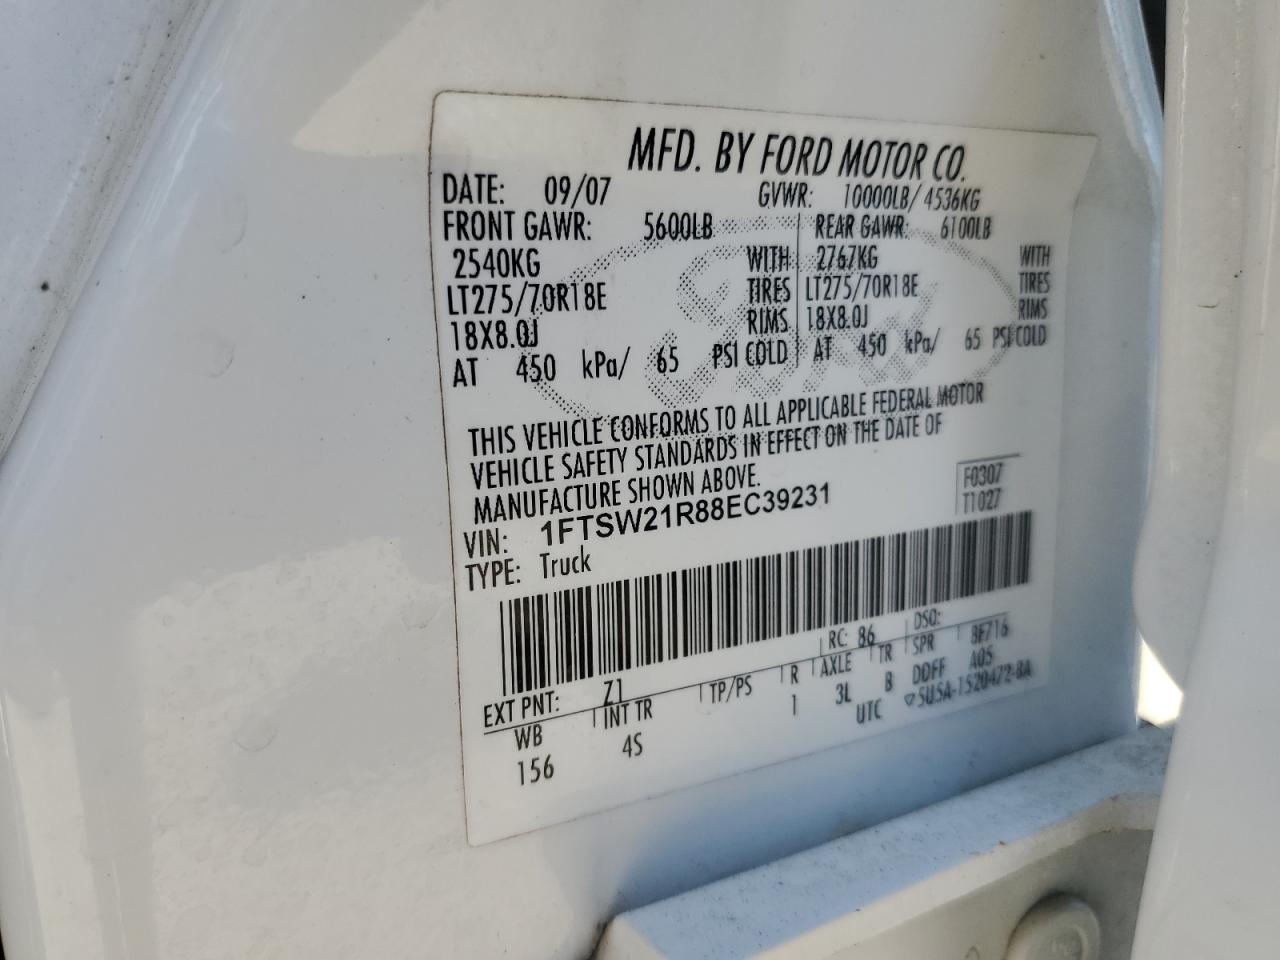 MFD. BY FORD MOTOR CO.
DATE: 09/07 GVWR: 10000LB/ 4536KG
FRONT GAWR: 5600LB REAR GAWR: 6100LB
2540KG WITH 2767KG WITH
LT275/70R18E TIRES LT275/70R18E TIRES
18X8.0J RIMS 18X8.0J RIMS
AT 450 kPa/ 65 PSI COLD AT 450 kPa/ 65 PSI COLD
THIS VEHICLE CONFORMS TO ALL APPLICABLE FEDERAL MOTOR
VEHICLE SAFETY STANDARDS IN EFFECT ON THE DATE OF
MANUFACTURE SHOWN ABOVE.
F0307
T1027
VIN: 1FTSW21R88EC39231
TYPE: Truck
EXT PNT: Z1 RC: 86 DSO:
WB INT TR TP/PS R AXLE TR SPR 8F716
156 4S 1 3L B DDFF A05
UTC ▽5U5A-1520472-BA